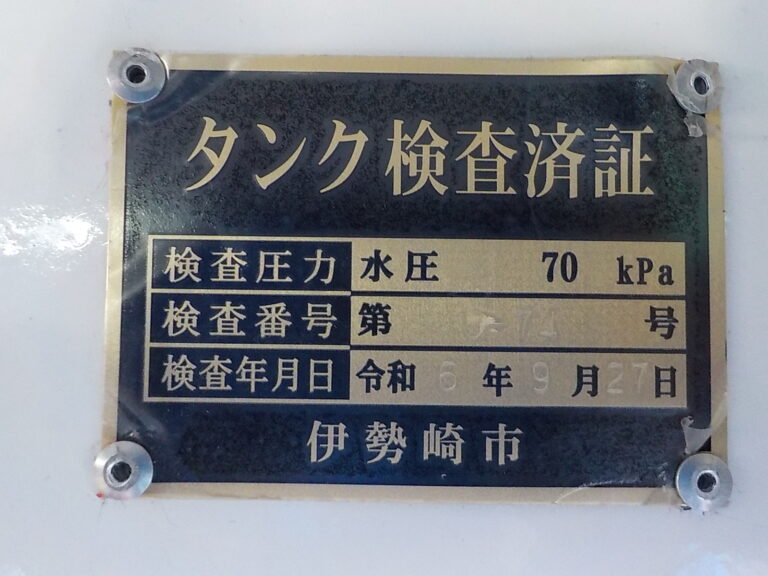 タンク検査済証
検査圧力 水圧 70 kPa
検査番号 第 号
検査年月日 令和 6 年 9 月 27 日
伊勢崎市